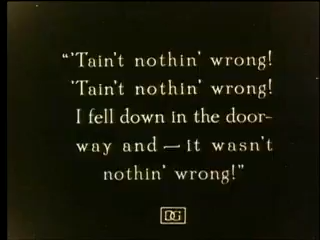 “'Tain't nothin' wrong!
'Tain't nothin' wrong!
I fell down in the door-
way and — it wasn't
nothin' wrong!”
DG